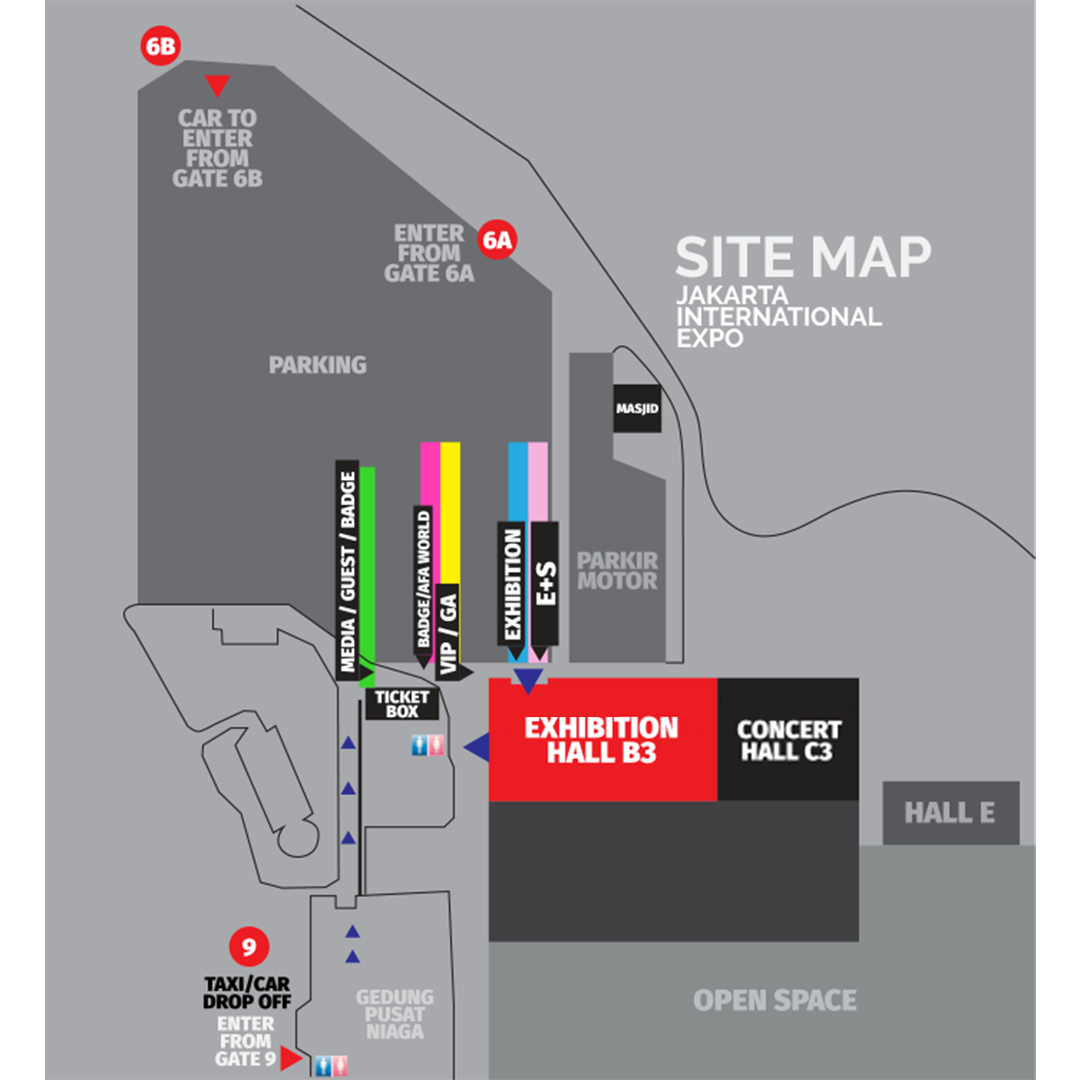 6B
CAR TO
ENTER
FROM
GATE 6B
ENTER
FROM
GATE 6A
6A
SITE MAP
JAKARTA
INTERNATIONAL
EXPO
PARKING
MASJID
MEDIA / GUEST / BADGE
BADGE/AFA WORLD
VIP / GA
EXHIBITION
E+S
PARKIR
MOTOR
TICKET
BOX
EXHIBITION
HALL B3
CONCERT
HALL C3
HALL E
9
TAXI/CAR
DROP OFF
ENTER
FROM
GATE 9
GEDUNG
PUSAT
NIAGA
OPEN SPACE